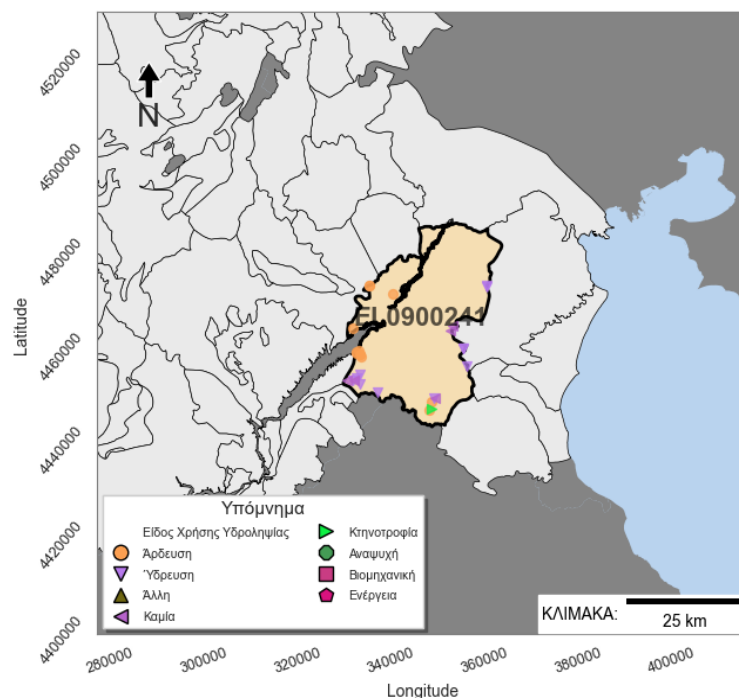 4520000
4500000
4480000
4460000
4440000
4420000
4400000
Latitude
N
EL0900241
Υπόμνημα
Είδος Χρήσης Υδροληψίας
Άρδευση
Ύδρευση
Άλλη
Καμία
Κτηνοτροφία
Αναψυχή
Βιομηχανική
Ενέργεια
ΚΛΙΜΑΚΑ:
25 km
280000
300000
320000
340000
360000
380000
400000
Longitude